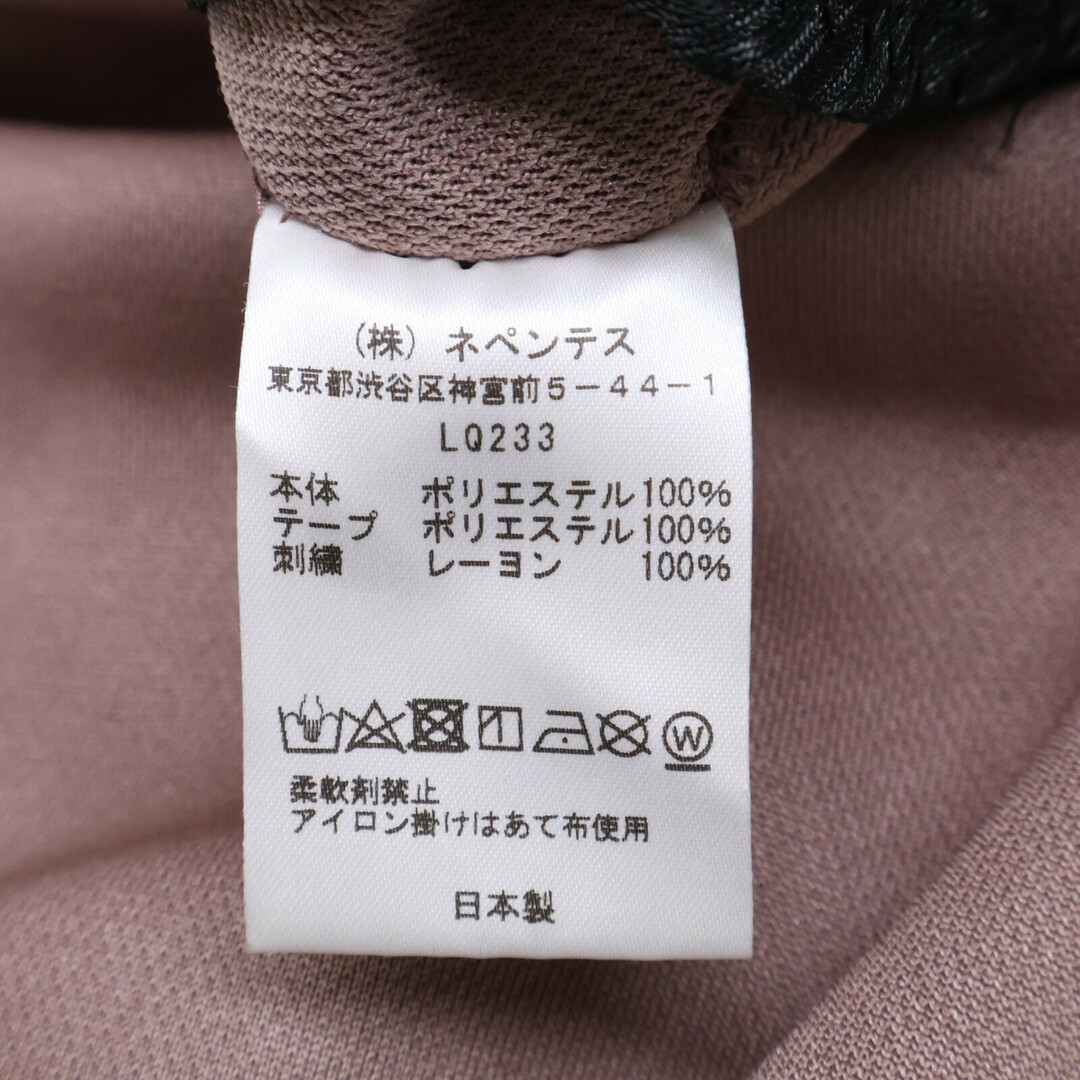 (株) ネペンテス
東京都渋谷区神宮前5-44-1
LQ233
本体 ポリエステル100%
テープ ポリエステル100%
刺繍 レーヨン 100%
W
柔軟剤禁止
アイロン掛けはあて布使用
日本製